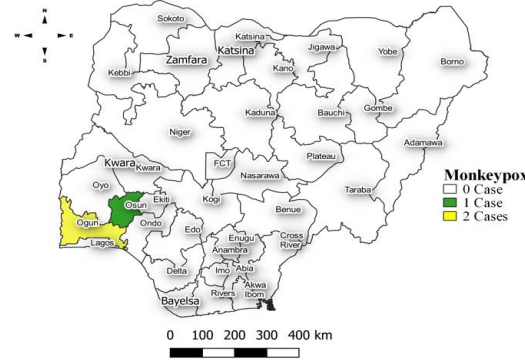 N
W E
S
Sokoto
Katsina
Katsina
Jigawa
Yobe
Borno
Zamfara
Kano
Kebbi
Gombe
Kaduna
Bauchi
Niger
Adamawa
Plateau
Kwara
Kwara
FCT
Nasarawa
Taraba
Monkeypox
0 Case
1 Case
2 Cases
Oyo
Osun
Ekiti
Kogi
Benue
Ogun
Ondo
Edo
Lagos
Enugu
Cross
River
Anambra
Delta
Imo
Abia
Bayelsa
Rivers
Akwa
Ibom
0 100 200 300 400 km